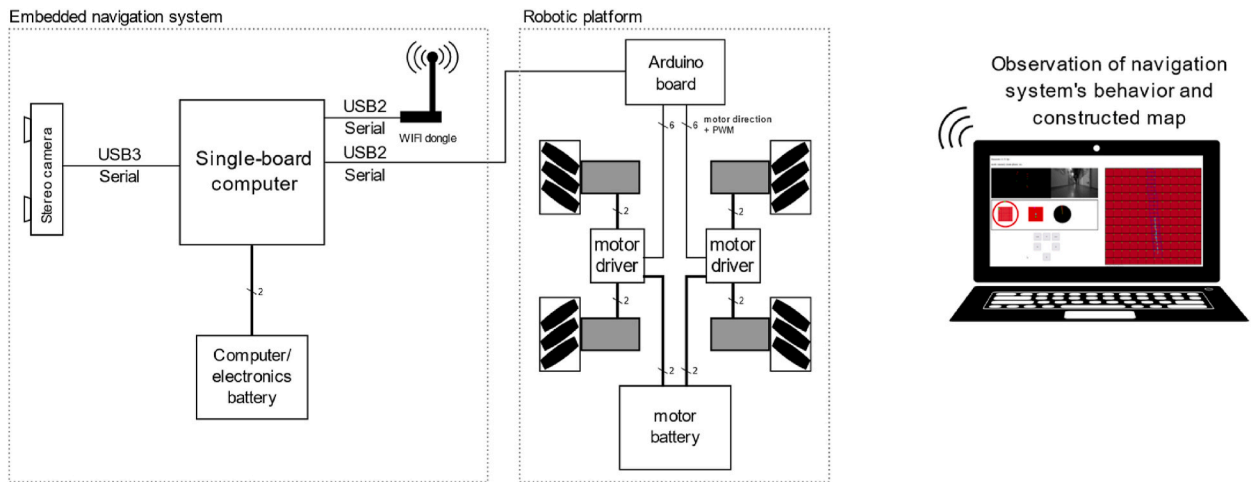 Embedded navigation system
Robotic platform
Stereo camera
USB3
Serial
Single-board
computer
USB2
Serial
USB2
Serial
WIFI dongle
2
Computer/
electronics
battery
Arduino
board
6
6
motor direction
+ PWM
2
2
motor
driver
motor
driver
2
2
2
2
motor
battery
Observation of navigation
system's behavior and
constructed map